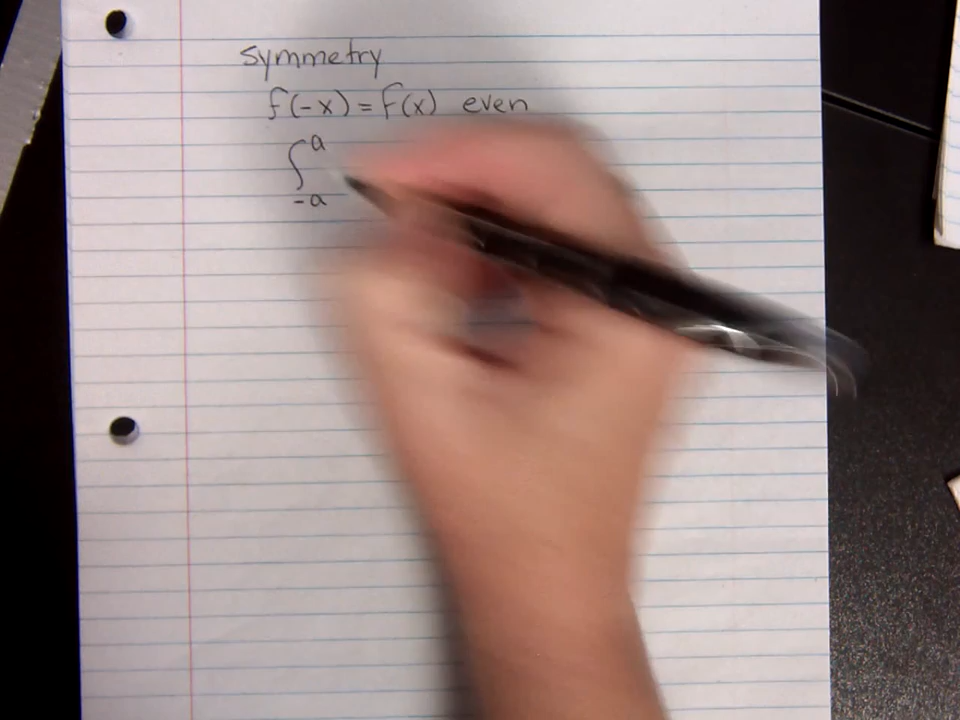 symmetry
f(-x) = f(x) even
∫_{-a}^{a}